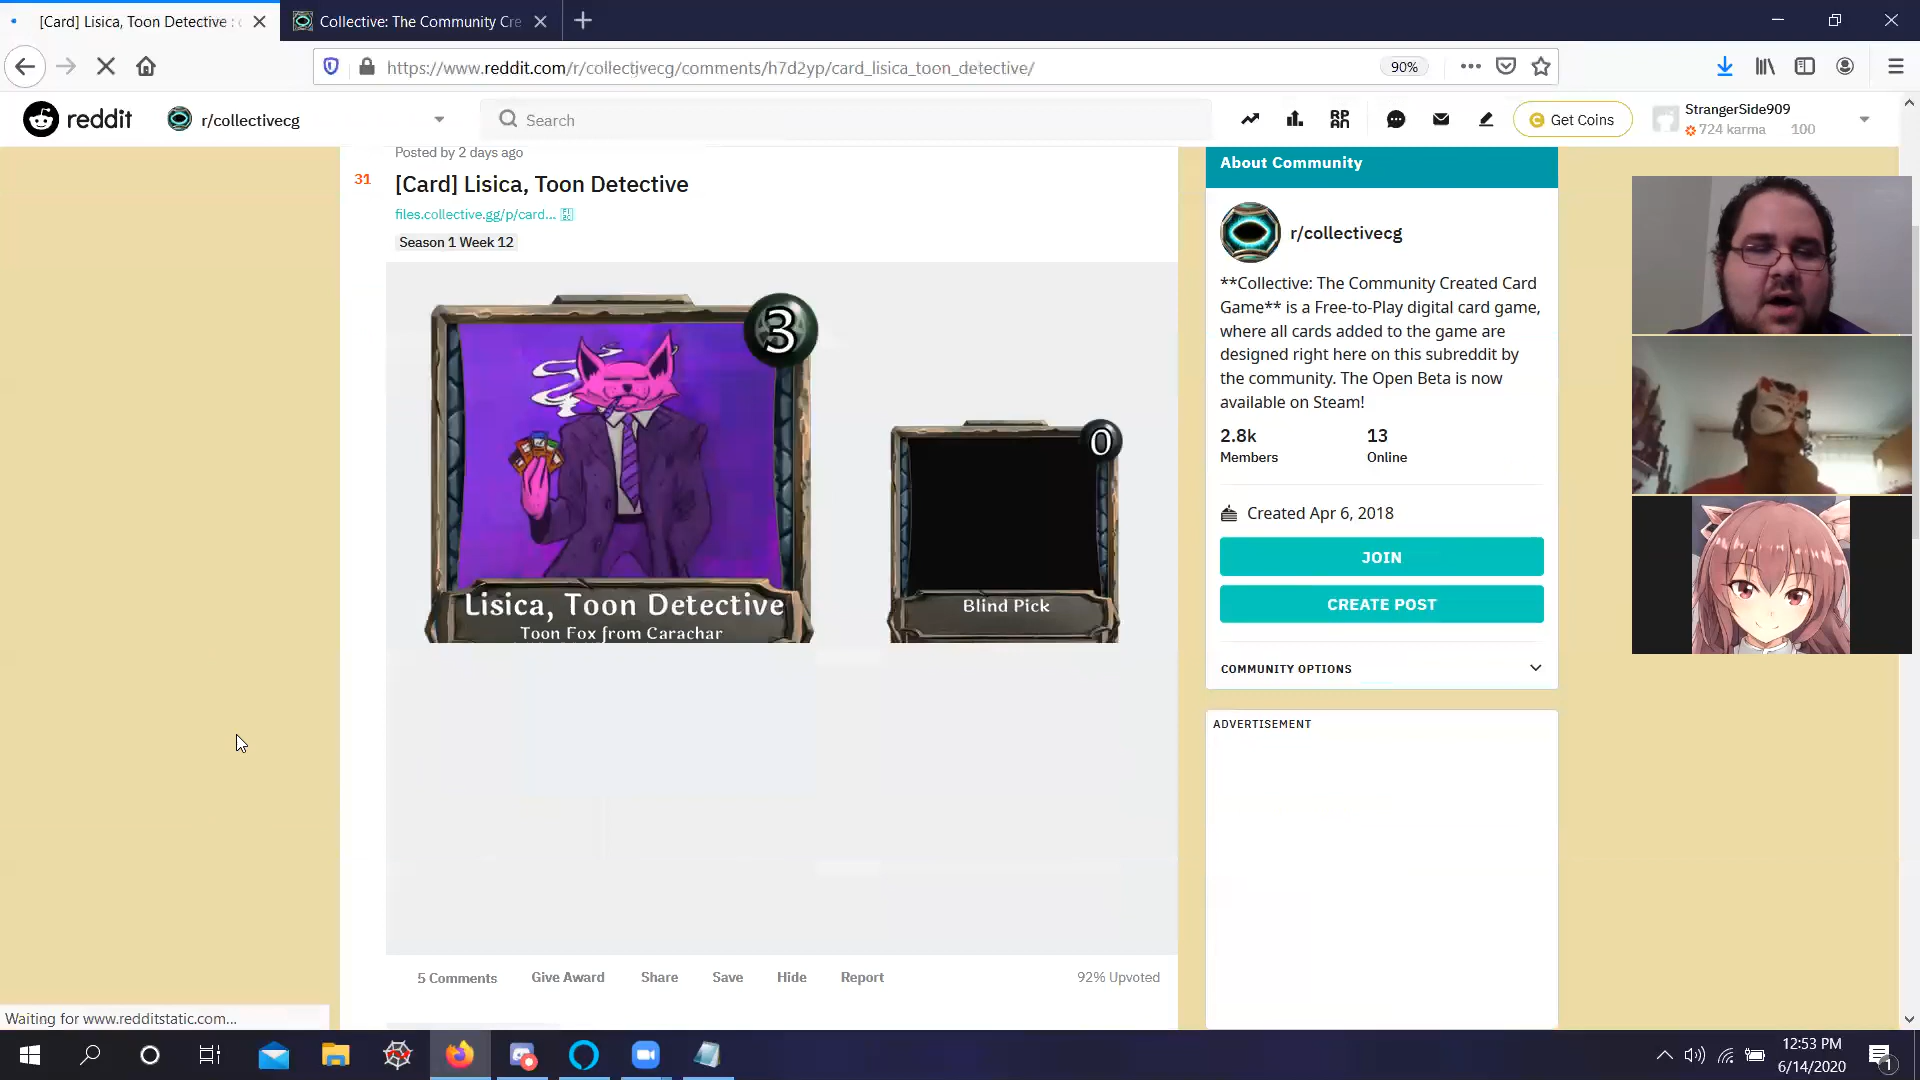 [Card] Lisica, Toon Detective : c
Collective: The Community Cre
https://www.reddit.com/r/collectivecg/comments/h7d2yp/card_lisica_toon_detective/
90%
reddit
r/collectivecg
Search
RPAN
Get Coins
StrangerSide909
724 karma 100
Posted by 2 days ago
31
[Card] Lisica, Toon Detective
files.collective.gg/p/card...
Season 1 Week 12
3
Lisica, Toon Detective
Toon Fox from Carachar
0
Blind Pick
5 Comments
Give Award
Share
Save
Hide
Report
92% Upvoted
About Community
r/collectivecg
**Collective: The Community Created Card
Game** is a Free-to-Play digital card game,
where all cards added to the game are
designed right here on this subreddit by
the community. The Open Beta is now
available on Steam!
2.8k
Members
13
Online
Created Apr 6, 2018
JOIN
CREATE POST
COMMUNITY OPTIONS
ADVERTISEMENT
Waiting for www.redditstatic.com...
12:53 PM
6/14/2020
1